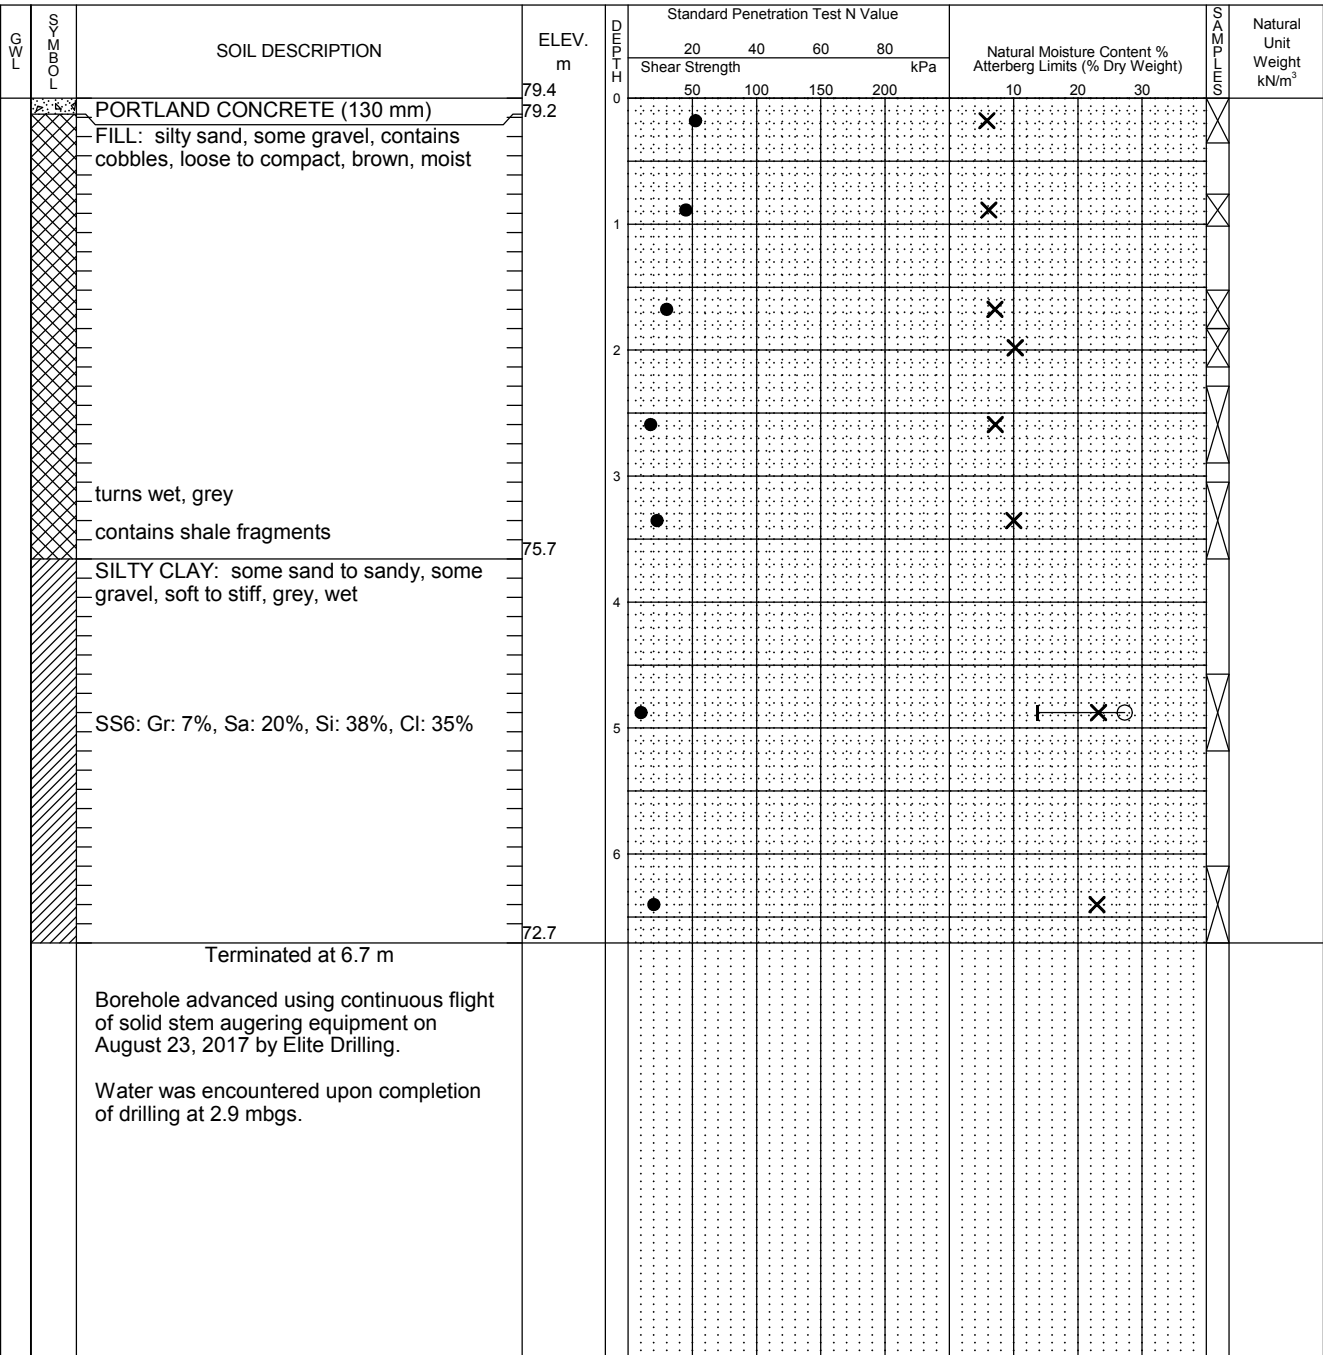 GWL
SYMBOL
SOIL DESCRIPTION
ELEV.
m
DEPTH
Standard Penetration Test N Value
20 40 60 80
Shear Strength kPa
50 100 150 200
Natural Moisture Content %
Atterberg Limits (% Dry Weight)
10 20 30
SAMPLES
Natural
Unit
Weight
kN/m³
79.4
0
PORTLAND CONCRETE (130 mm)
79.2
FILL: silty sand, some gravel, contains
cobbles, loose to compact, brown, moist
1
2
3
turns wet, grey
contains shale fragments
75.7
SILTY CLAY: some sand to sandy, some
gravel, soft to stiff, grey, wet
4
SS6: Gr: 7%, Sa: 20%, Si: 38%, Cl: 35%
5
6
72.7
Terminated at 6.7 m
Borehole advanced using continuous flight
of solid stem augering equipment on
August 23, 2017 by Elite Drilling.
Water was encountered upon completion
of drilling at 2.9 mbgs.